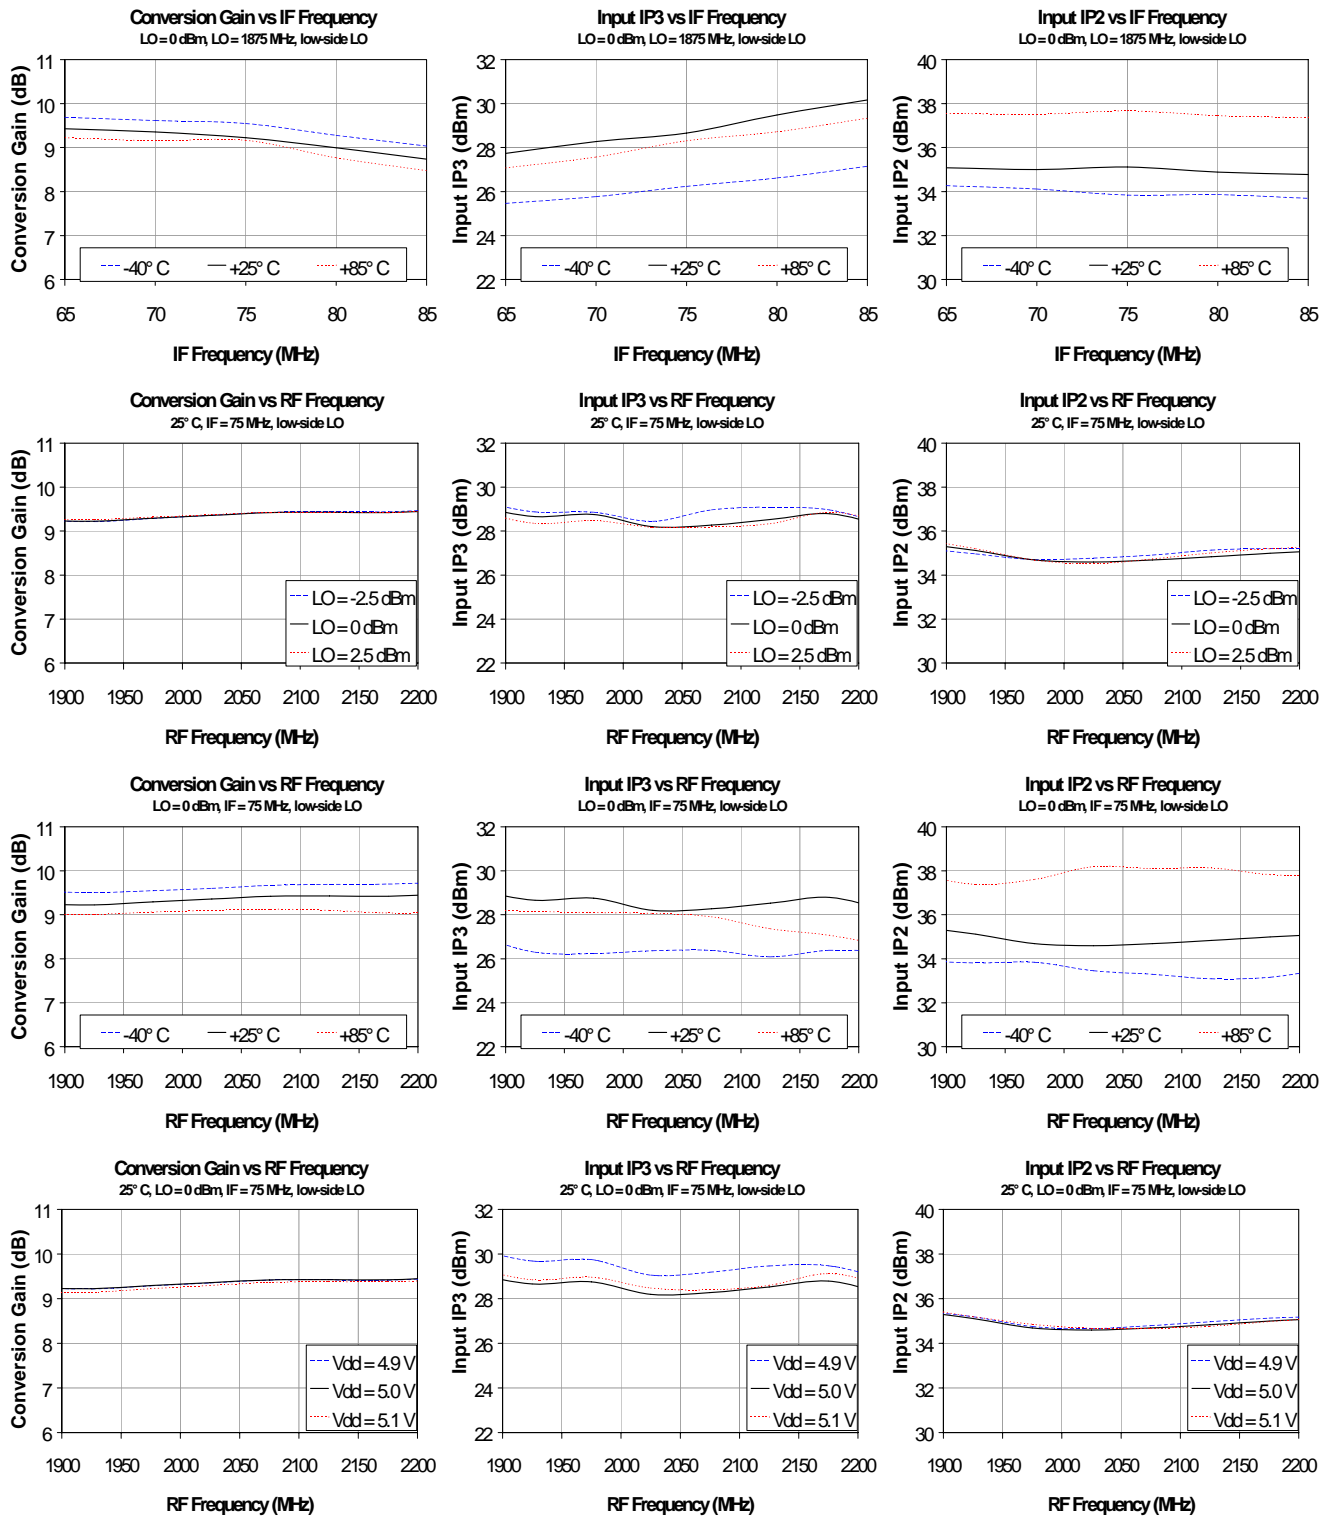 Conversion Gain vs IF Frequency
LO = 0 dBm, LO = 1875 MHz, low-side LO
Conversion Gain (dB)
11
10
9
8
7
6
-40° C +25° C +85° C
65 70 75 80 85
IF Frequency (MHz)
Input IP3 vs IF Frequency
LO = 0 dBm, LO = 1875 MHz, low-side LO
Input IP3 (dBm)
32
30
28
26
24
22
-40° C +25° C +85° C
65 70 75 80 85
IF Frequency (MHz)
Input IP2 vs IF Frequency
LO = 0 dBm, LO = 1875 MHz, low-side LO
Input IP2 (dBm)
40
38
36
34
32
30
-40° C +25° C +85° C
65 70 75 80 85
IF Frequency (MHz)
Conversion Gain vs RF Frequency
25° C, IF = 75 MHz, low-side LO
Conversion Gain (dB)
11
10
9
8
7
6
LO = -2.5 dBm
LO = 0 dBm
LO = 2.5 dBm
1900 1950 2000 2050 2100 2150 2200
RF Frequency (MHz)
Input IP3 vs RF Frequency
25° C, IF = 75 MHz, low-side LO
Input IP3 (dBm)
32
30
28
26
24
22
LO = -2.5 dBm
LO = 0 dBm
LO = 2.5 dBm
1900 1950 2000 2050 2100 2150 2200
RF Frequency (MHz)
Input IP2 vs RF Frequency
25° C, IF = 75 MHz, low-side LO
Input IP2 (dBm)
40
38
36
34
32
30
LO = -2.5 dBm
LO = 0 dBm
LO = 2.5 dBm
1900 1950 2000 2050 2100 2150 2200
RF Frequency (MHz)
Conversion Gain vs RF Frequency
LO = 0 dBm, IF = 75 MHz, low-side LO
Conversion Gain (dB)
11
10
9
8
7
6
-40° C +25° C +85° C
1900 1950 2000 2050 2100 2150 2200
RF Frequency (MHz)
Input IP3 vs RF Frequency
LO = 0 dBm, IF = 75 MHz, low-side LO
Input IP3 (dBm)
32
30
28
26
24
22
-40° C +25° C +85° C
1900 1950 2000 2050 2100 2150 2200
RF Frequency (MHz)
Input IP2 vs RF Frequency
LO = 0 dBm, IF = 75 MHz, low-side LO
Input IP2 (dBm)
40
38
36
34
32
30
-40° C +25° C +85° C
1900 1950 2000 2050 2100 2150 2200
RF Frequency (MHz)
Conversion Gain vs RF Frequency
25° C, LO = 0 dBm, IF = 75 MHz, low-side LO
Conversion Gain (dB)
11
10
9
8
7
6
Vdd = 4.9 V
Vdd = 5.0 V
Vdd = 5.1 V
1900 1950 2000 2050 2100 2150 2200
RF Frequency (MHz)
Input IP3 vs RF Frequency
25° C, LO = 0 dBm, IF = 75 MHz, low-side LO
Input IP3 (dBm)
32
30
28
26
24
22
Vdd = 4.9 V
Vdd = 5.0 V
Vdd = 5.1 V
1900 1950 2000 2050 2100 2150 2200
RF Frequency (MHz)
Input IP2 vs RF Frequency
25° C, LO = 0 dBm, IF = 75 MHz, low-side LO
Input IP2 (dBm)
40
38
36
34
32
30
Vdd = 4.9 V
Vdd = 5.0 V
Vdd = 5.1 V
1900 1950 2000 2050 2100 2150 2200
RF Frequency (MHz)